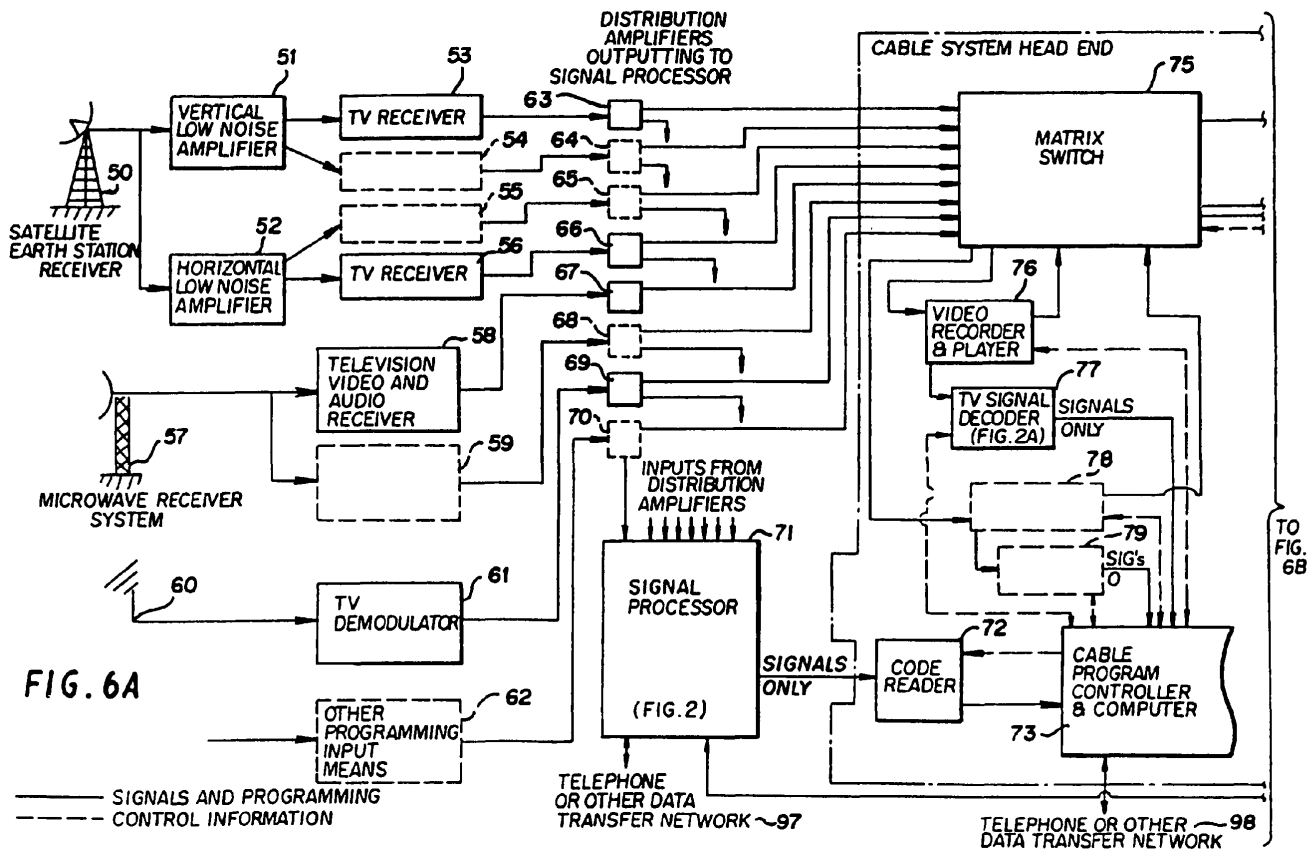 DISTRIBUTION
AMPLIFIERS
OUTPUTTING TO
SIGNAL PROCESSOR
CABLE SYSTEM HEAD END
51
53
63
75
VERTICAL
LOW NOISE
AMPLIFIER
TV RECEIVER
MATRIX
SWITCH
54
64
50
55
65
SATELLITE
EARTH STATION
RECEIVER
52
56
66
HORIZONTAL
LOW NOISE
AMPLIFIER
TV RECEIVER
67
76
VIDEO
RECORDER
& PLAYER
58
68
TELEVISION
VIDEO AND
AUDIO
RECEIVER
69
77
TV SIGNAL
DECODER
(FIG.2A)
SIGNALS
ONLY
57
59
70
MICROWAVE RECEIVER
SYSTEM
INPUTS FROM
DISTRIBUTION
AMPLIFIERS
78
71
79
SIG's
O
TO
FIG.
6B
60
61
TV
DEMODULATOR
SIGNAL
PROCESSOR
(FIG.2)
72
SIGNALS
ONLY
CODE
READER
CABLE
PROGRAM
CONTROLLER
& COMPUTER
73
FIG. 6A
62
OTHER
PROGRAMMING
INPUT
MEANS
TELEPHONE
OR OTHER DATA
TRANSFER NETWORK 97
SIGNALS AND PROGRAMMING
CONTROL INFORMATION
TELEPHONE OR OTHER 98
DATA TRANSFER NETWORK